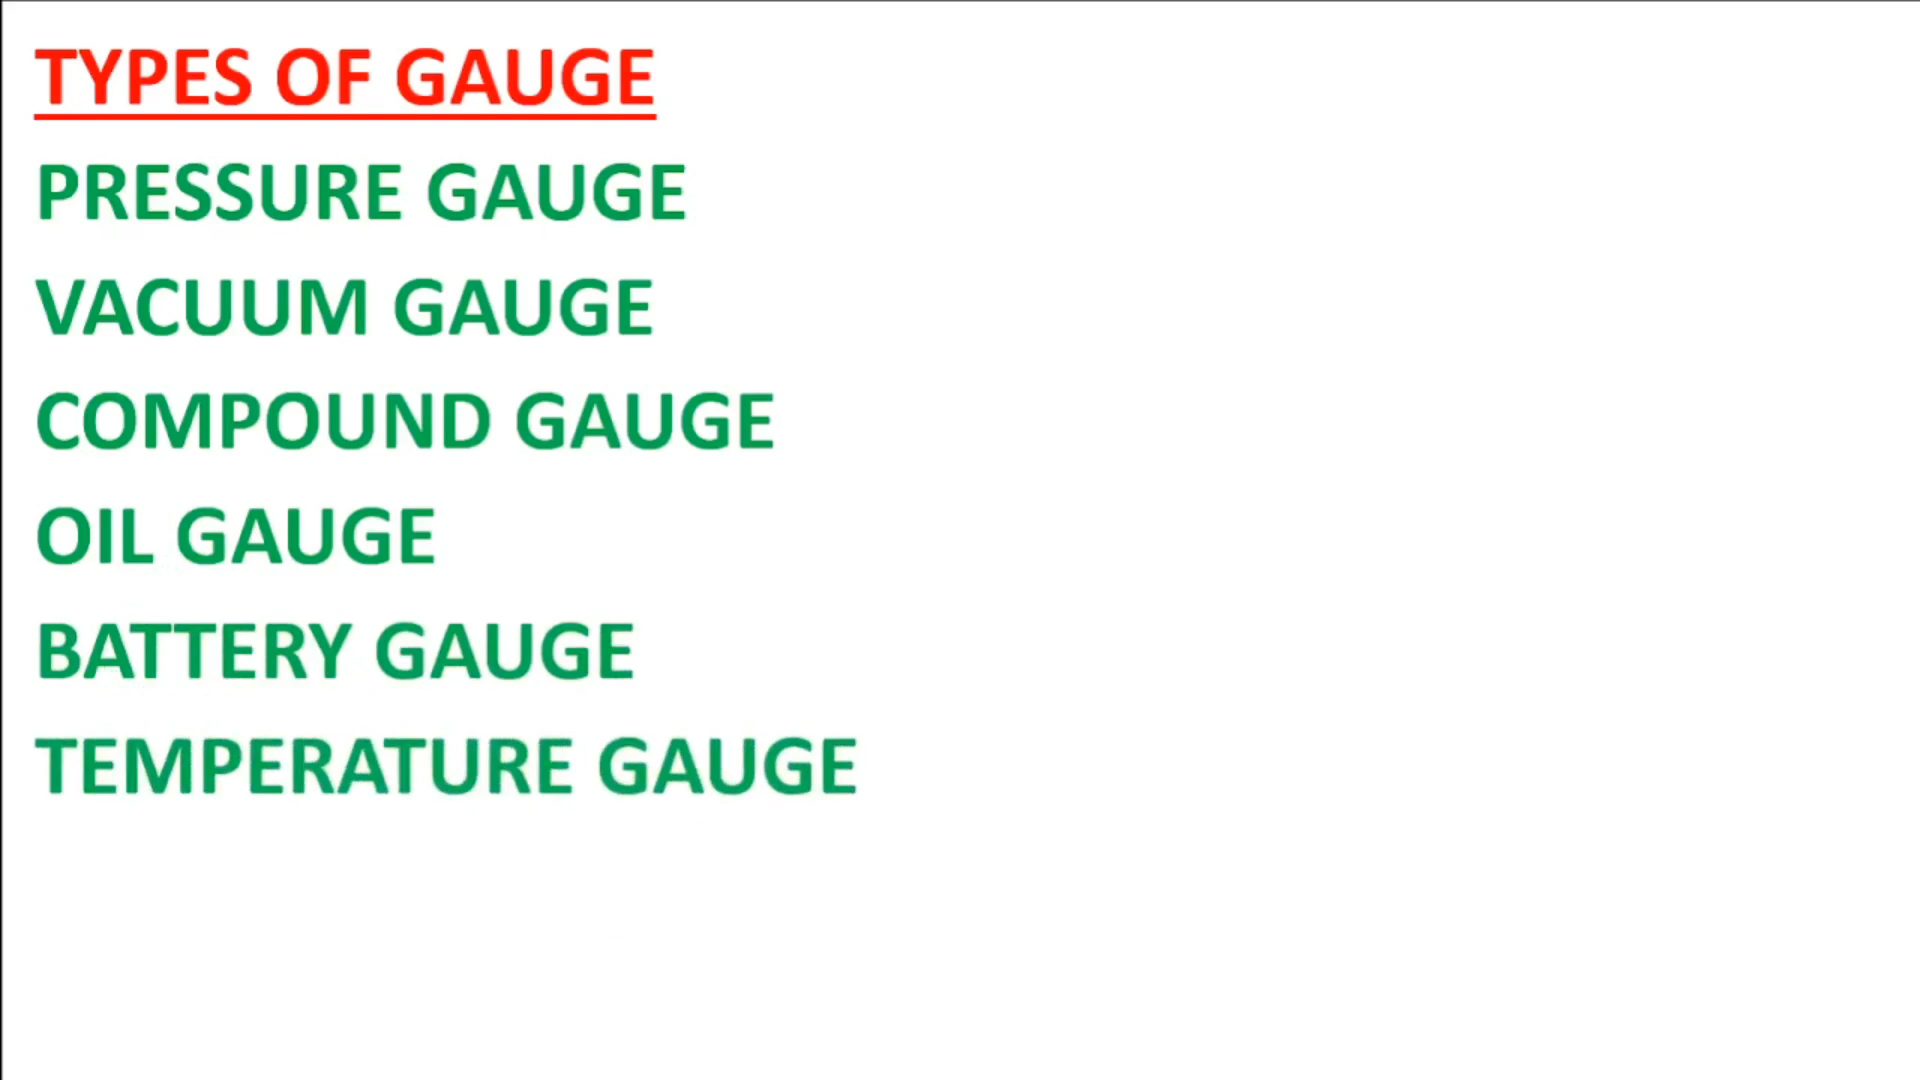 TYPES OF GAUGE
PRESSURE GAUGE
VACUUM GAUGE
COMPOUND GAUGE
OIL GAUGE
BATTERY GAUGE
TEMPERATURE GAUGE